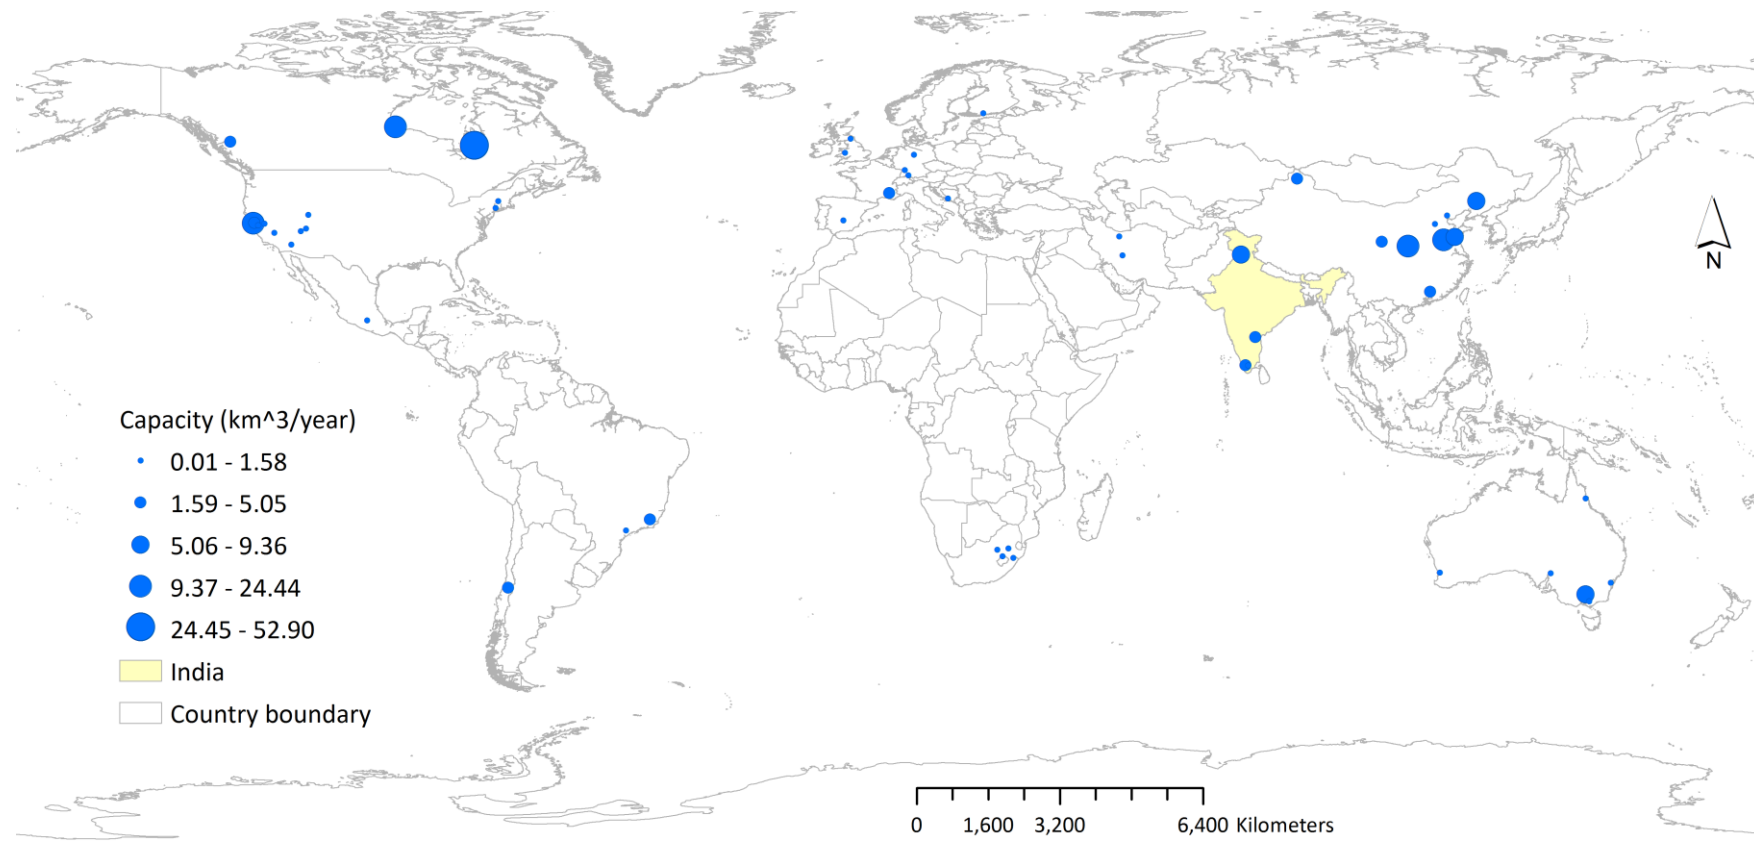 N
Capacity (km^3/year)
0.01 - 1.58
1.59 - 5.05
5.06 - 9.36
9.37 - 24.44
24.45 - 52.90
India
Country boundary
0 1,600 3,200 6,400 Kilometers